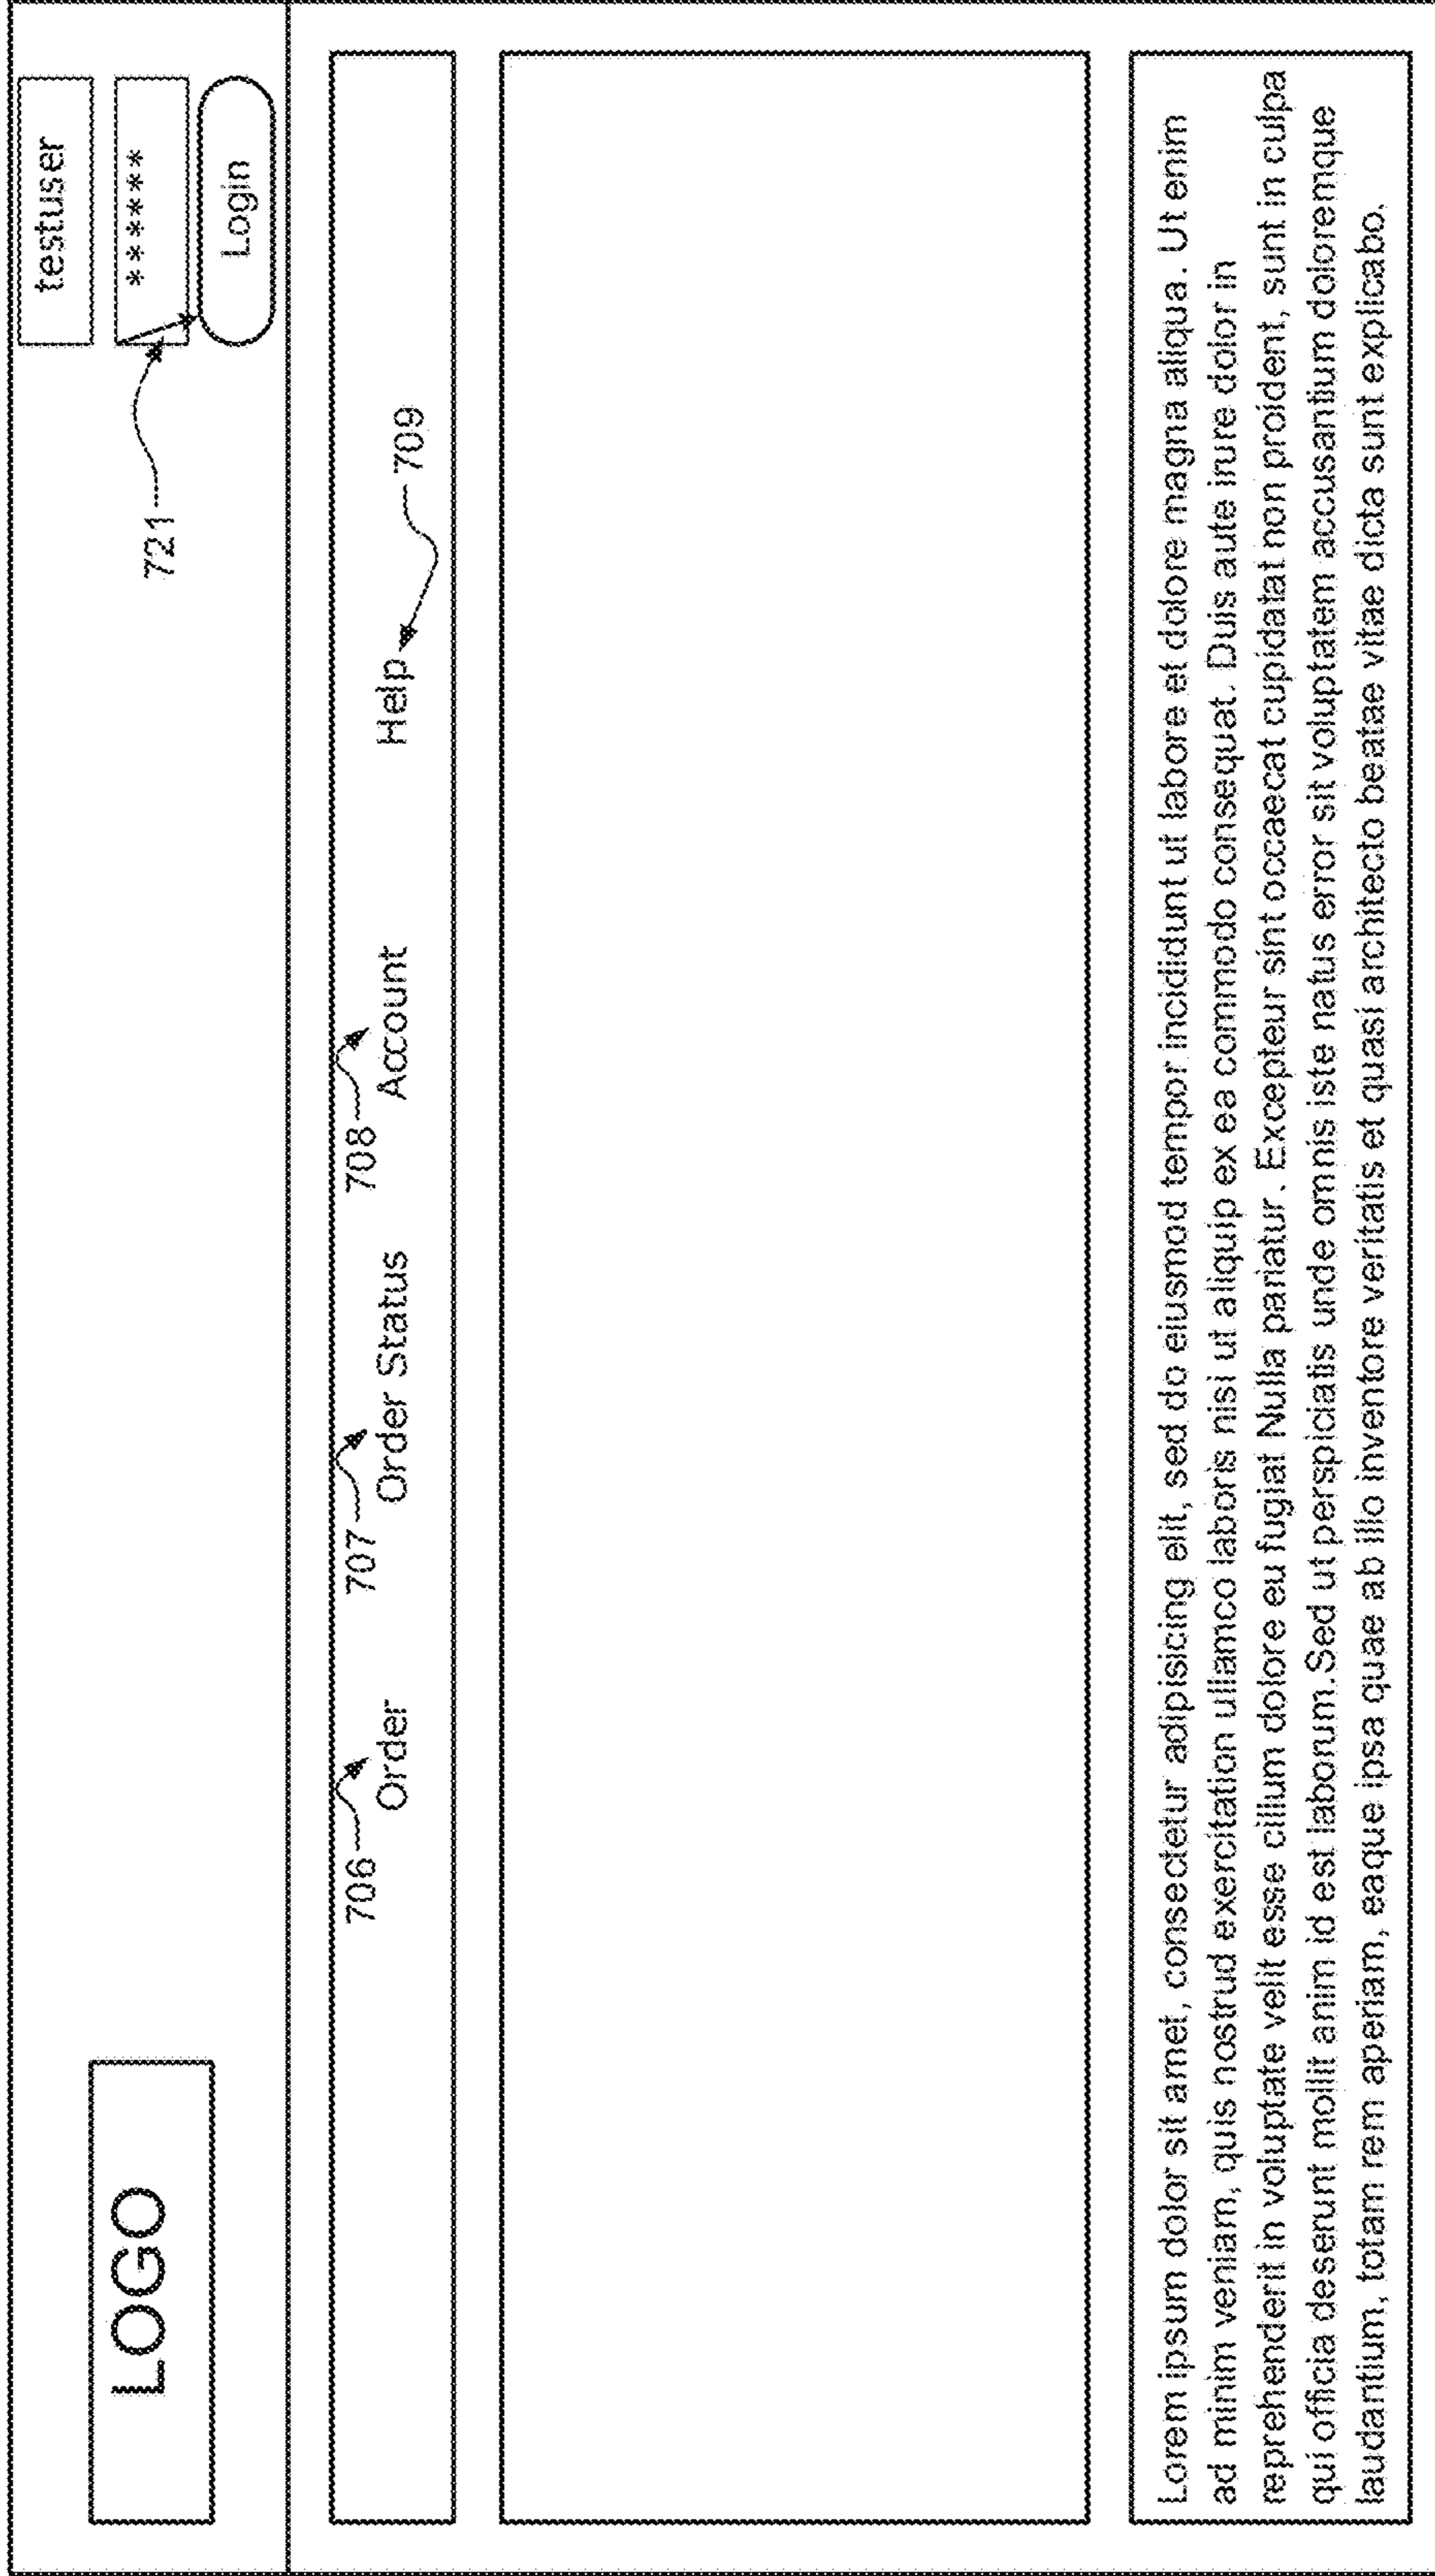 LOGO
testuser
******
Login
721
706
707
708
709
Order
Order Status
Account
Help
Lorem ipsum dolor sit amet, consectetur adipisicing elit, sed do eiusmod tempor incididunt ut labore et dolore magna aliqua. Ut enim
ad minim veniam, quis nostrud exercitation ullamco laboris nisi ut aliquip ex ea commodo consequat. Duis aute irure dolor in
reprehenderit in voluptate velit esse cillum dolore eu fugiat Nulla pariatur. Excepteur sint occaecat cupidatat non proident, sunt in culpa
qui officia deserunt mollit anim id est laborum.Sed ut perspiciatis unde omnis iste natus error sit voluptatem accusantium doloremque
laudantium, totam rem aperiam, eaque ipsa quae ab illo inventore veritatis et quasi architecto beatae vitae dicta sunt explicabo.